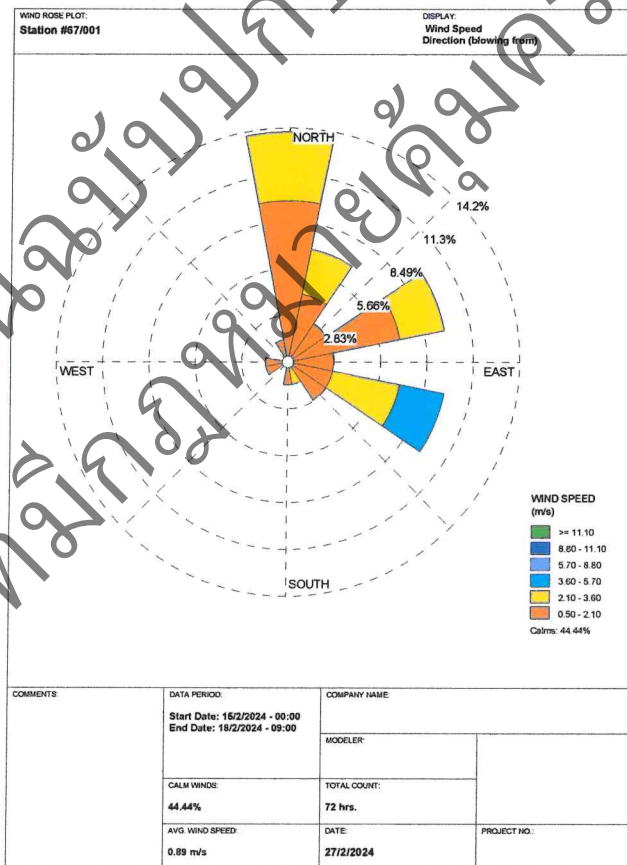 WIND ROSE PLOT:
Station #67/001
DISPLAY:
Wind Speed
Direction (blowing from)
NORTH
14.2%
11.3%
8.49%
5.66%
2.83%
WEST
EAST
SOUTH
WIND SPEED
(m/s)
>= 11.10
8.80 - 11.10
5.70 - 8.80
3.60 - 5.70
2.10 - 3.60
0.50 - 2.10
Calms: 44.44%
COMMENTS:
DATA PERIOD:
Start Date: 15/2/2024 - 00:00
End Date: 18/2/2024 - 09:00
COMPANY NAME:
MODELER:
CALM WINDS:
44.44%
TOTAL COUNT:
72 hrs.
AVG. WIND SPEED:
0.89 m/s
DATE:
27/2/2024
PROJECT NO.: